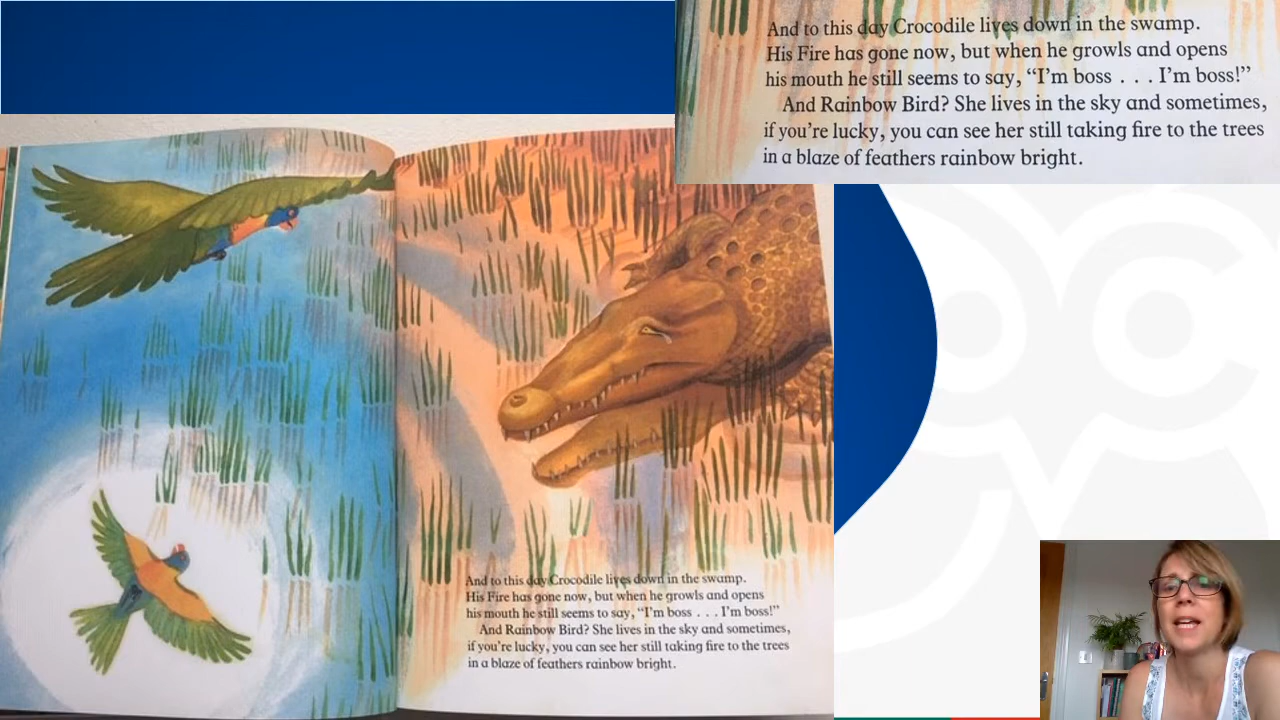 And to this day Crocodile lives down in the swamp.
His Fire has gone now, but when he growls and opens
his mouth he still seems to say, “I’m boss . . . I’m boss!”
And Rainbow Bird? She lives in the sky and sometimes,
if you’re lucky, you can see her still taking fire to the trees
in a blaze of feathers rainbow bright.
And to this day Crocodile lives down in the swamp.
His Fire has gone now, but when he growls and opens
his mouth he still seems to say, “I’m boss . . . I’m boss!”
And Rainbow Bird? She lives in the sky and sometimes,
if you’re lucky, you can see her still taking fire to the trees
in a blaze of feathers rainbow bright.